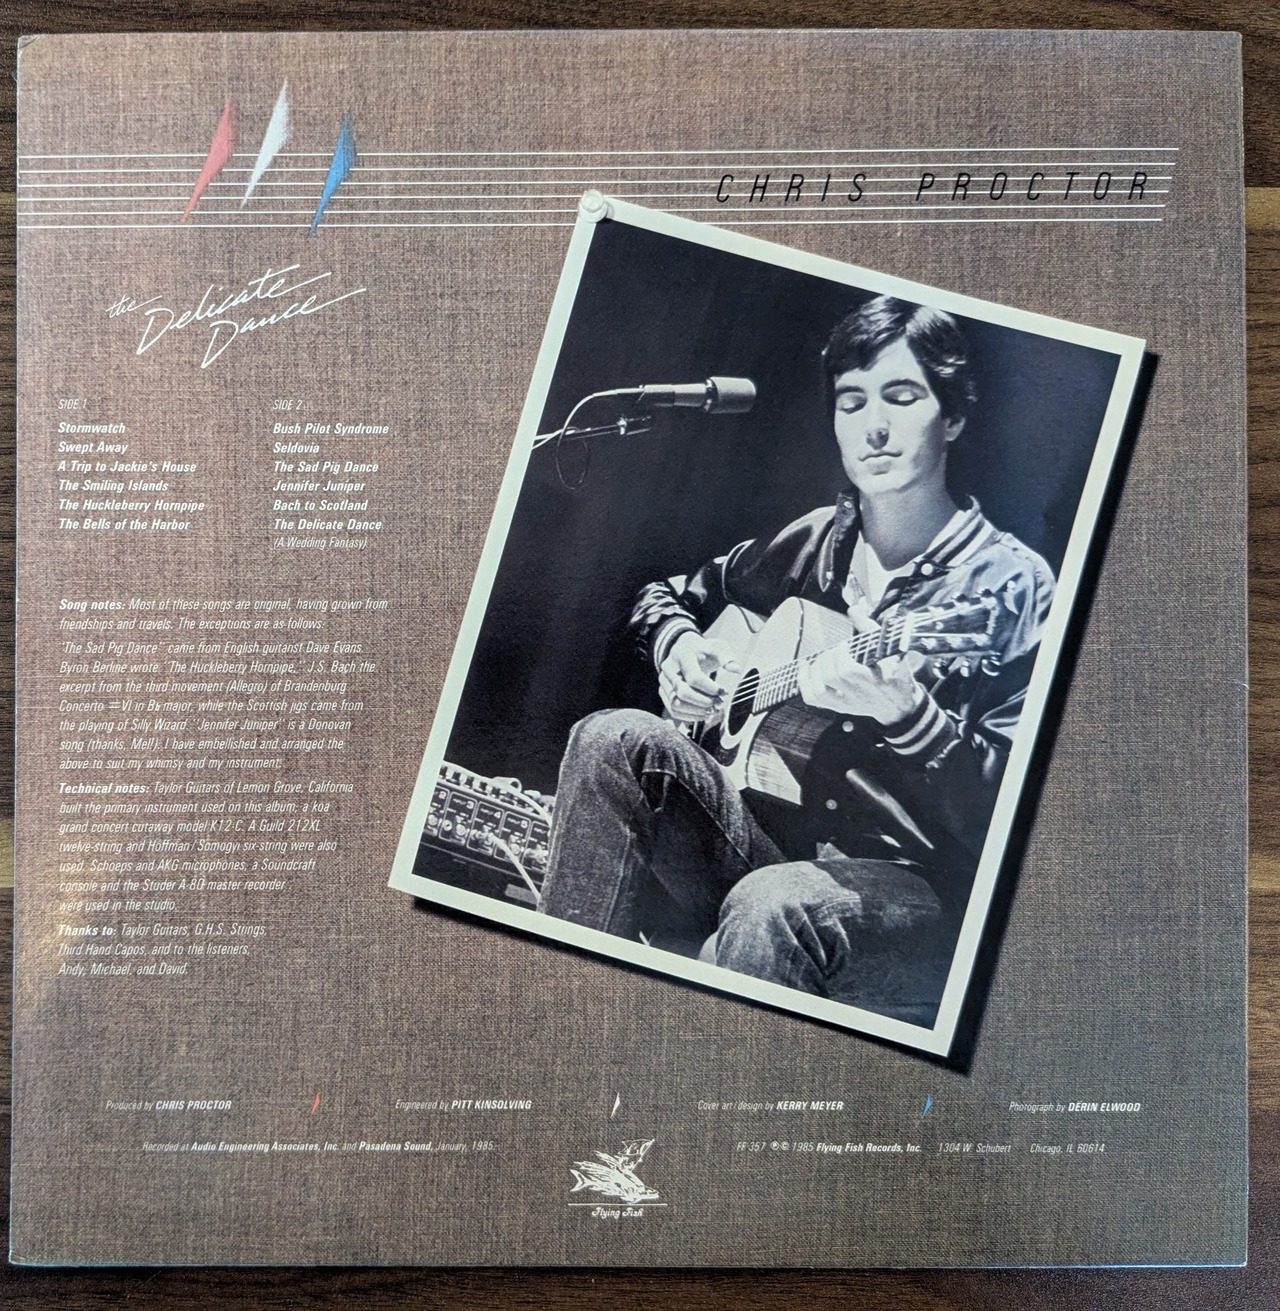 CHRIS PROCTOR
the Delicate
Dance
SIDE 1
Stormwatch
Swept Away
A Trip to Jackie's House
The Smiling Islands
The Huckleberry Hornpipe
The Bells of the Harbor
SIDE 2
Bush Pilot Syndrome
Seldovia
The Sad Pig Dance
Jennifer Juniper
Bach to Scotland
The Delicate Dance
(A Wedding Fantasy)
Song notes: Most of these songs are original, having grown from
friendships and travels. The exceptions are as follows:
"The Sad Pig Dance" came from English guitarist Dave Evans.
Byron Berline wrote "The Huckleberry Hornpipe," J.S. Bach the
excerpt from the third movement (Allegro) of Brandenburg
Concerto #VI in B♭ major, while the Scottish jigs came from
the playing of Silly Wizard. "Jennifer Juniper" is a Donovan
song (thanks, Mel!). I have embellished and arranged the
above to suit my whimsy and my instrument.
Technical notes: Taylor Guitars of Lemon Grove, California
built the primary instrument used on this album, a koa
grand concert cutaway model K12-C. A Guild 212XL
twelve-string and Hoffman/Somogyi six-string were also
used. Schoeps and AKG microphones, a Soundcraft
console and the Studer A-80 master recorder
were used in the studio.
Thanks to: Taylor Guitars, G.H.S. Strings,
Third Hand Capos, and to the listeners,
Andy, Michael, and David.
Produced by CHRIS PROCTOR
Engineered by PITT KINSOLVING
Cover art/design by KERRY MEYER
Photograph by DERIN ELWOOD
Recorded at Audio Engineering Associates, Inc. and Pasadena Sound, January, 1985.
FF 357 ℗© 1985 Flying Fish Records, Inc. 1304 W. Schubert Chicago, IL 60614
Flying Fish